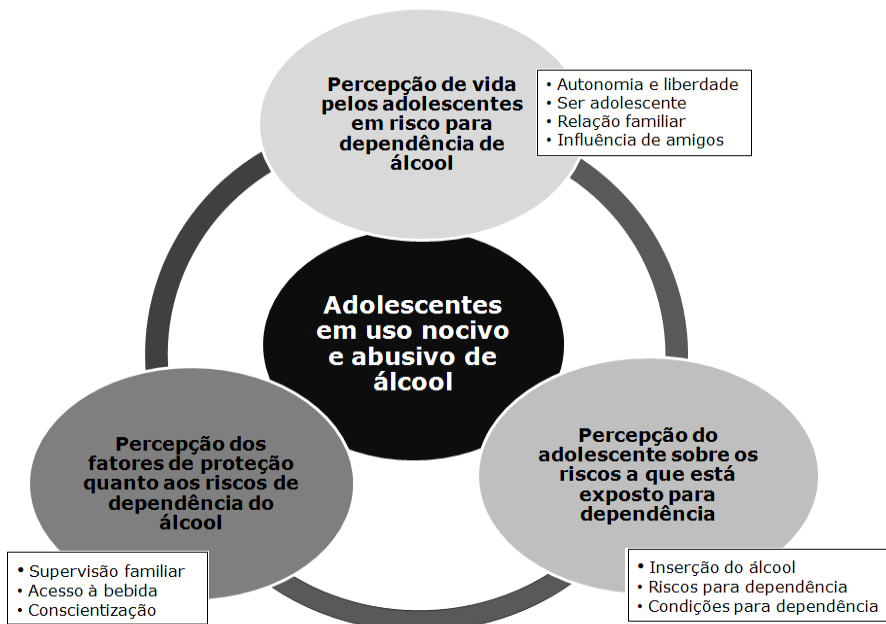 Percepção de vida
pelos adolescentes
em risco para
dependência de
álcool
• Autonomia e liberdade
• Ser adolescente
• Relação familiar
• Influência de amigos
Adolescentes
em uso nocivo
e abusivo de
álcool
Percepção dos
fatores de proteção
quanto aos riscos de
dependência do
álcool
• Supervisão familiar
• Acesso à bebida
• Conscientização
Percepção do
adolescente sobre os
riscos a que está
exposto para
dependência
• Inserção do álcool
• Riscos para dependência
• Condições para dependência